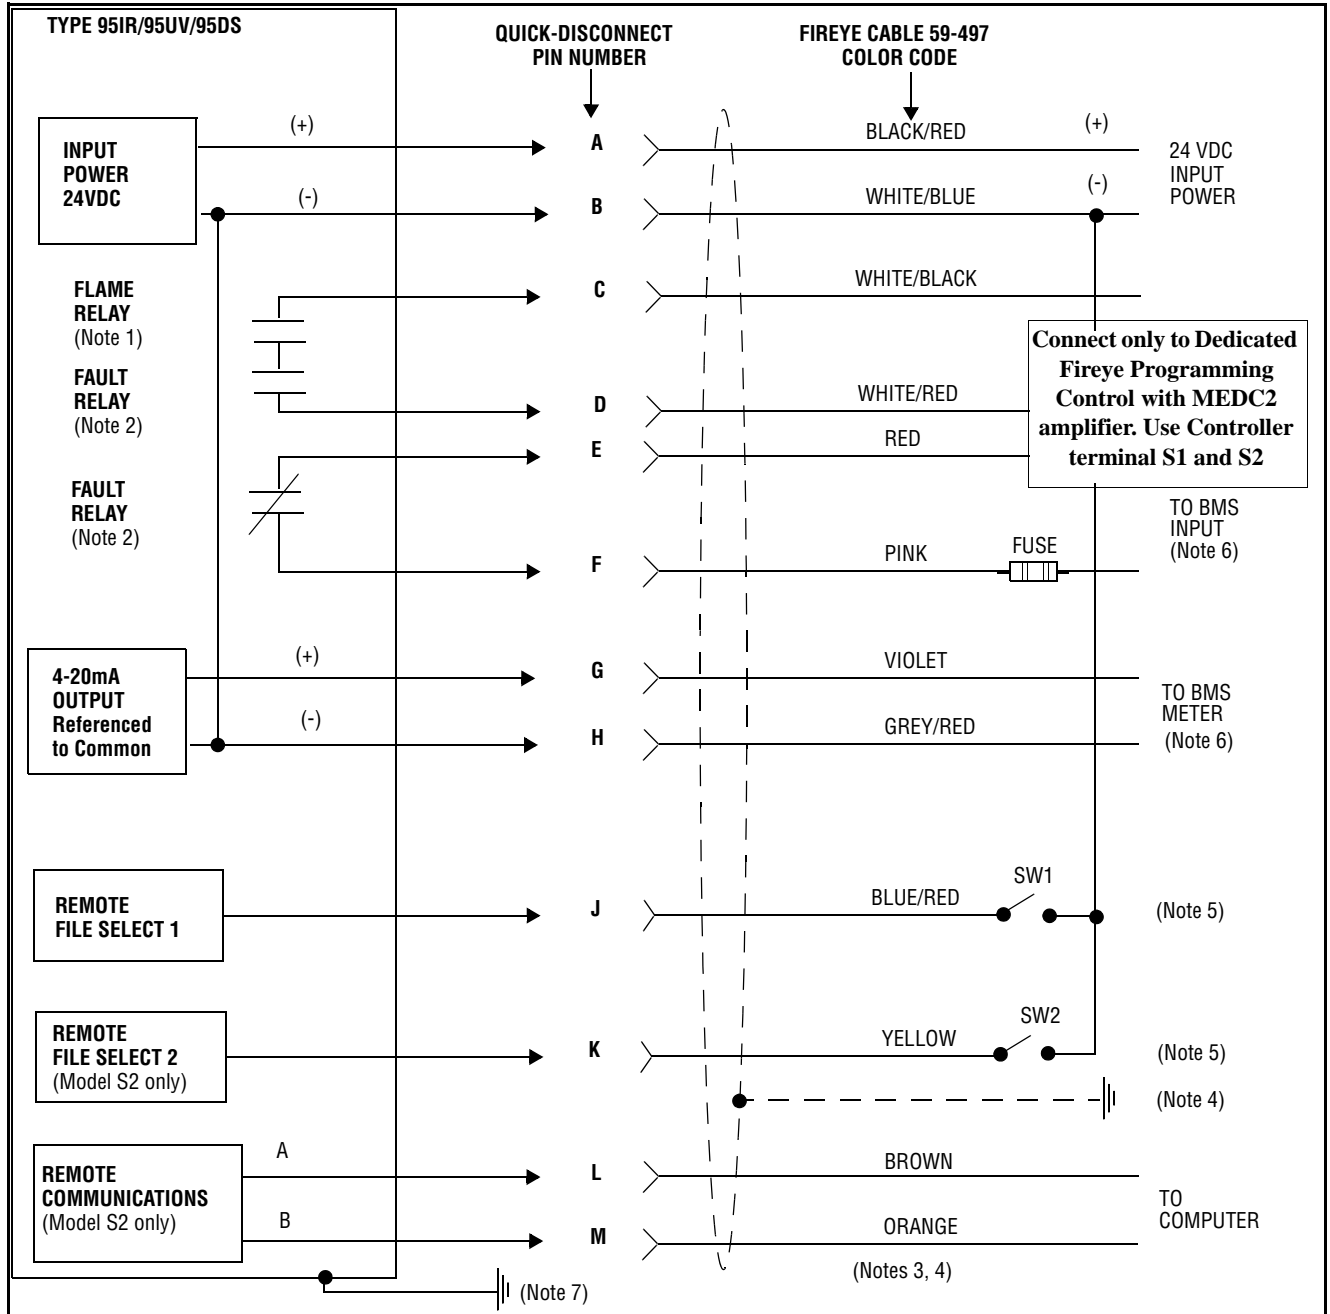 TYPE 95IR/95UV/95DS
QUICK-DISCONNECT
PIN NUMBER
FIREYE CABLE 59-497
COLOR CODE
INPUT
POWER
24VDC
(+)
A
BLACK/RED
(+)
24 VDC
INPUT
POWER
(-)
B
WHITE/BLUE
(-)
FLAME
RELAY
(Note 1)
C
WHITE/BLACK
FAULT
RELAY
(Note 2)
D
WHITE/RED
Connect only to Dedicated
Fireye Programming
Control with MEDC2
amplifier. Use Controller
terminal S1 and S2
E
RED
FAULT
RELAY
(Note 2)
F
PINK
FUSE
TO BMS
INPUT
(Note 6)
4-20mA
OUTPUT
Referenced
to Common
(+)
G
VIOLET
(-)
H
GREY/RED
TO BMS
METER
(Note 6)
REMOTE
FILE SELECT 1
J
BLUE/RED
SW1
(Note 5)
REMOTE
FILE SELECT 2
(Model S2 only)
K
YELLOW
SW2
(Note 5)
(Note 4)
REMOTE
COMMUNICATIONS
(Model S2 only)
A
L
BROWN
B
M
ORANGE
TO
COMPUTER
(Notes 3, 4)
(Note 7)